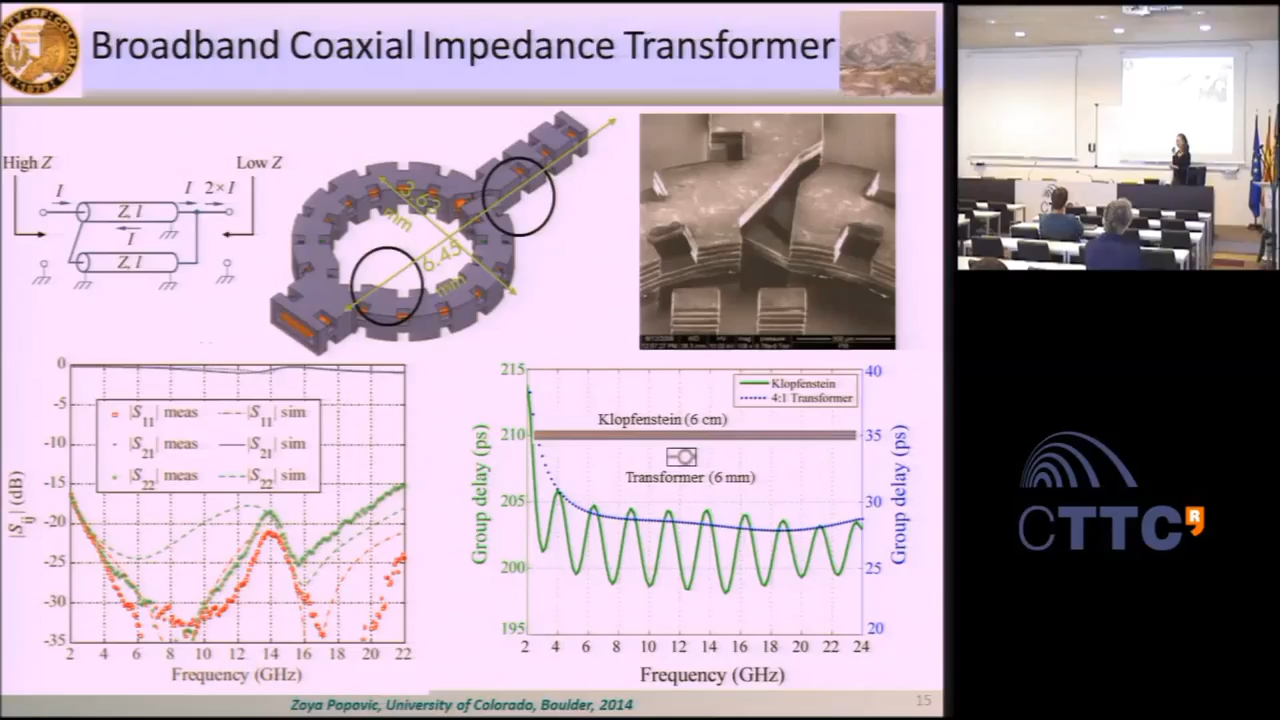 Broadband Coaxial Impedance Transformer
High Z
Low Z
I
I 2×I
Z, l
I
Z, l
3.63 mm
6.45 mm
0
-5
-10
-15
-20
-25
-30
-35
|Sij| (dB)
|S11| meas |S11| sim
|S21| meas |S21| sim
|S22| meas |S22| sim
2 4 6 8 10 12 14 16 18 20 22
Frequency (GHz)
215
210
205
200
195
Group delay (ps)
Klopfenstein
4:1 Transformer
Klopfenstein (6 cm)
Transformer (6 mm)
40
35
30
25
20
Group delay (ps)
2 4 6 8 10 12 14 16 18 20 22 24
Frequency (GHz)
Zoya Popovic, University of Colorado, Boulder, 2014
15
CTTC R